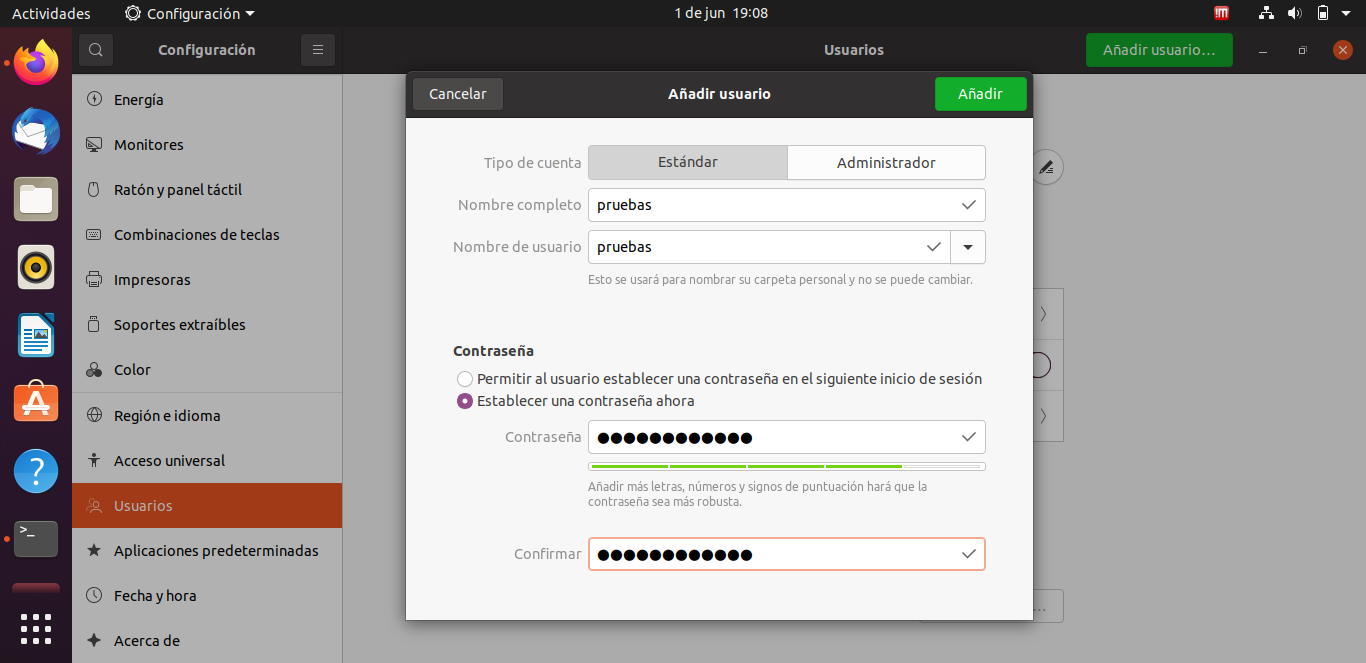 Actividades
Configuración
1 de jun 19:08
Configuración
Usuarios
Añadir usuario…
Energía
Monitores
Ratón y panel táctil
Combinaciones de teclas
Impresoras
Soportes extraíbles
Color
Región e idioma
Acceso universal
Usuarios
Aplicaciones predeterminadas
Fecha y hora
Acerca de
Cancelar
Añadir usuario
Añadir
Tipo de cuenta
Estándar
Administrador
Nombre completo
pruebas
Nombre de usuario
pruebas
Esto se usará para nombrar su carpeta personal y no se puede cambiar.
Contraseña
Permitir al usuario establecer una contraseña en el siguiente inicio de sesión
Establecer una contraseña ahora
Contraseña
●●●●●●●●●●●●
Añadir más letras, números y signos de puntuación hará que la
contraseña sea más robusta.
Confirmar
●●●●●●●●●●●●